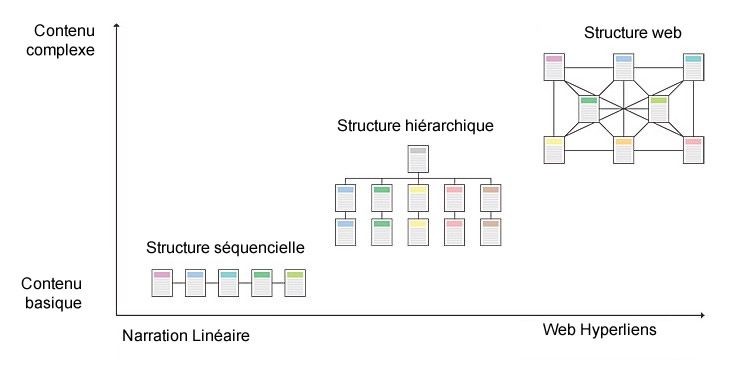 Contenu
complexe
Structure web
Structure hiérarchique
Structure séquencielle
Contenu
basique
Narration Linéaire
Web Hyperliens